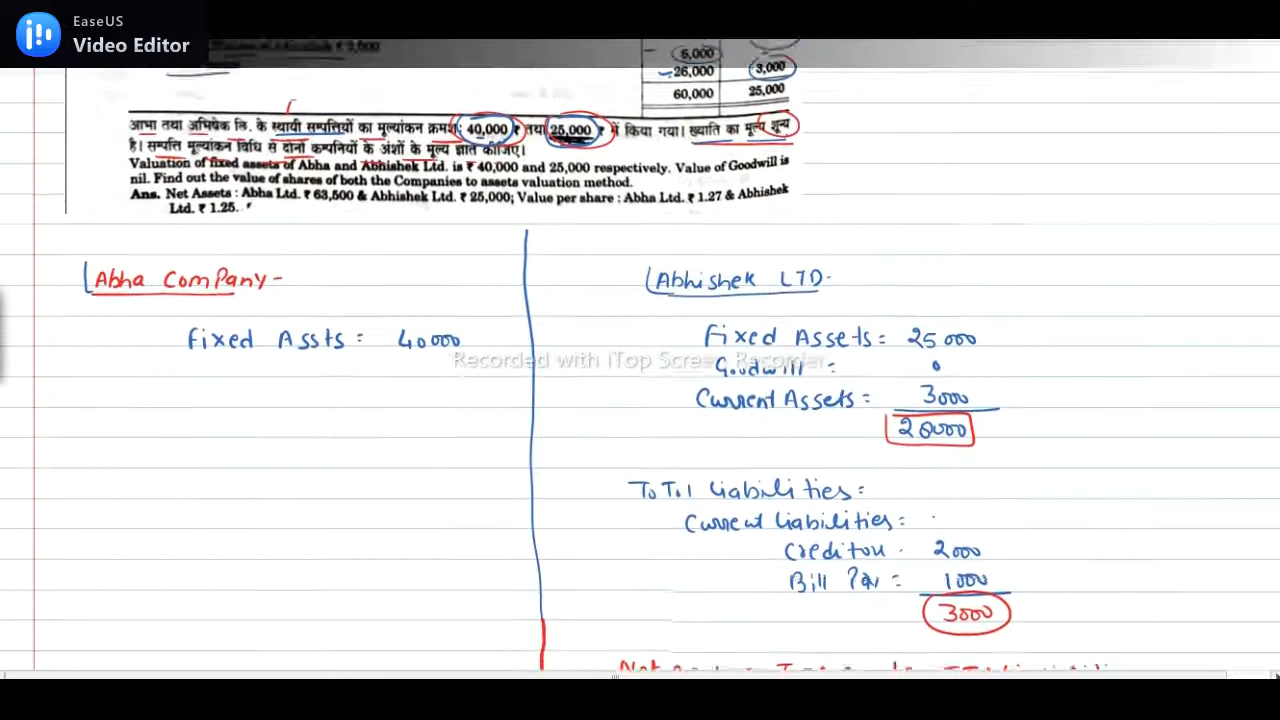 EaseUS
Video Editor
6,000
26,000 3,000
60,000 25,000
आभा तथा अभिषेक लि. के स्थायी सम्पत्तियों का मूल्यांकन क्रमशः 40,000 ₹ तथा 25,000 ₹ में किया गया। ख्याति का मूल्य शून्य
है। सम्पत्ति मूल्यांकन विधि से दोनों कम्पनियों के अंशों के मूल्य ज्ञात कीजिए।
Valuation of fixed assets of Abha and Abhishek Ltd. is ₹ 40,000 and 25,000 respectively. Value of Goodwill is
nil. Find out the value of shares of both the Companies to assets valuation method.
Ans. Net Assets : Abha Ltd. ₹ 63,500 & Abhishek Ltd. ₹ 25,000; Value per share : Abha Ltd. ₹ 1.27 & Abhishek
Ltd. ₹ 1.25.
Abha Company-
Fixed Assts = 40000
Abhishek LTD-
Fixed Assets = 25000
Recorded with iTop Screen Recorder
Goodwill = 0
Current Assets = 3000
28000
ToTal liabilities =
Current liabilities =
Creditor 2000
Bill Pay = 1000
3000